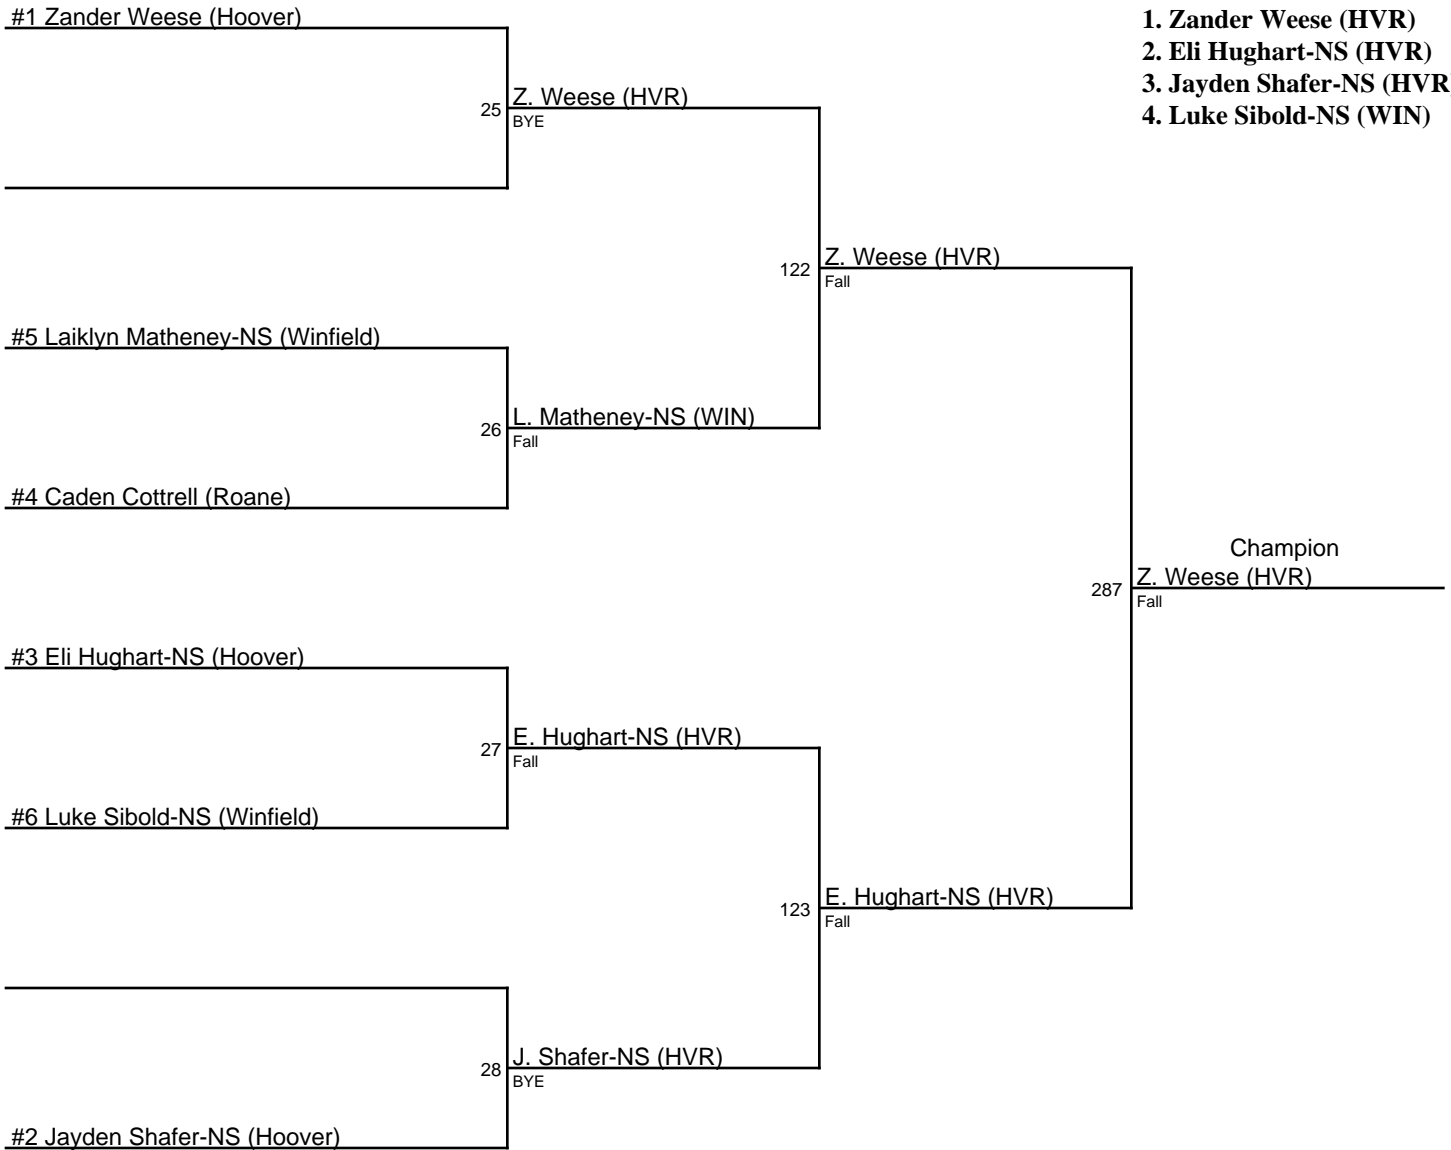 #1 Zander Weese (Hoover)
1. Zander Weese (HVR)
2. Eli Hughart-NS (HVR)
3. Jayden Shafer-NS (HVR
4. Luke Sibold-NS (WIN)
25
Z. Weese (HVR)
BYE
122
Z. Weese (HVR)
Fall
#5 Laiklyn Matheney-NS (Winfield)
26
L. Matheney-NS (WIN)
Fall
#4 Caden Cottrell (Roane)
Champion
287
Z. Weese (HVR)
Fall
#3 Eli Hughart-NS (Hoover)
27
E. Hughart-NS (HVR)
Fall
#6 Luke Sibold-NS (Winfield)
123
E. Hughart-NS (HVR)
Fall
28
J. Shafer-NS (HVR)
BYE
#2 Jayden Shafer-NS (Hoover)